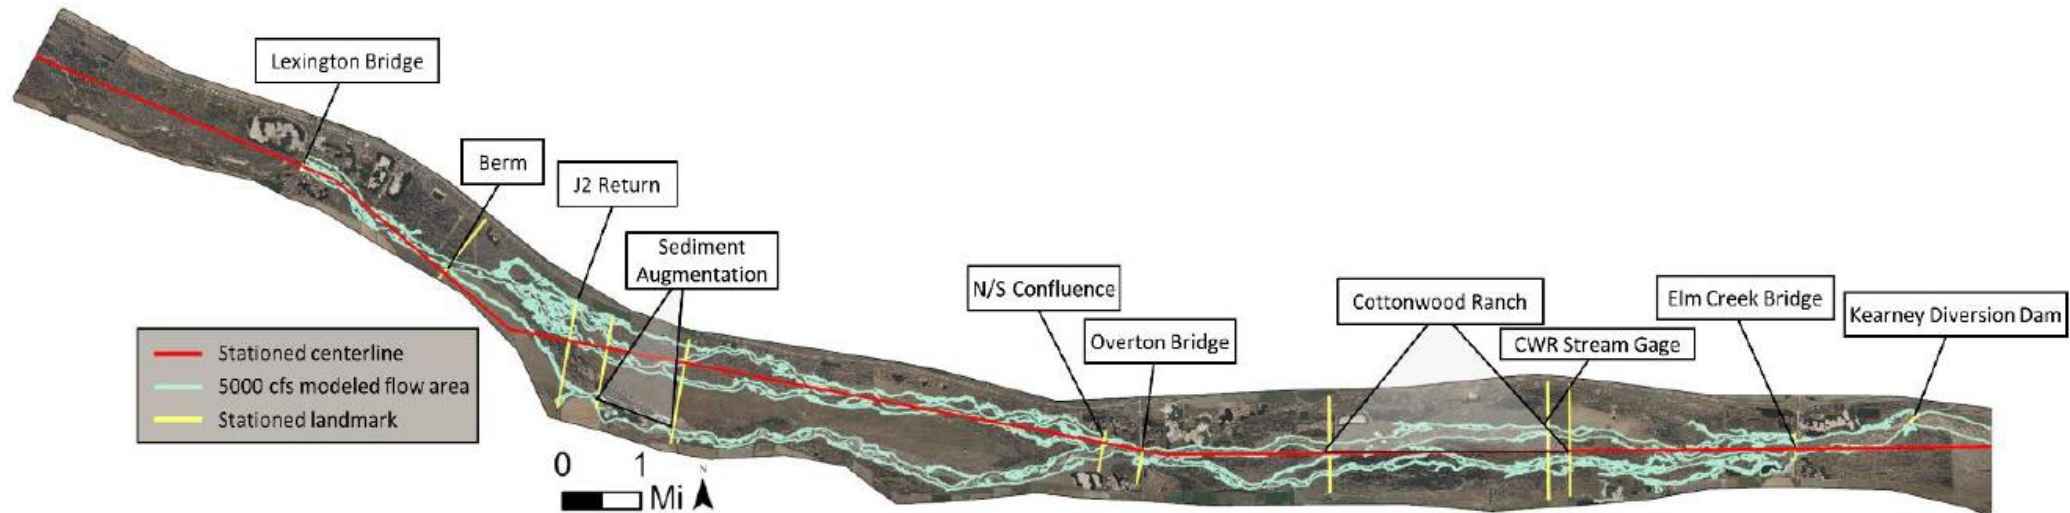 Lexington Bridge
Berm
J2 Return
Sediment
Augmentation
N/S Confluence
Overton Bridge
Cottonwood Ranch
CWR Stream Gage
Elm Creek Bridge
Kearney Diversion Dam
Stationed centerline
5000 cfs modeled flow area
Stationed landmark
0 1
Mi
N